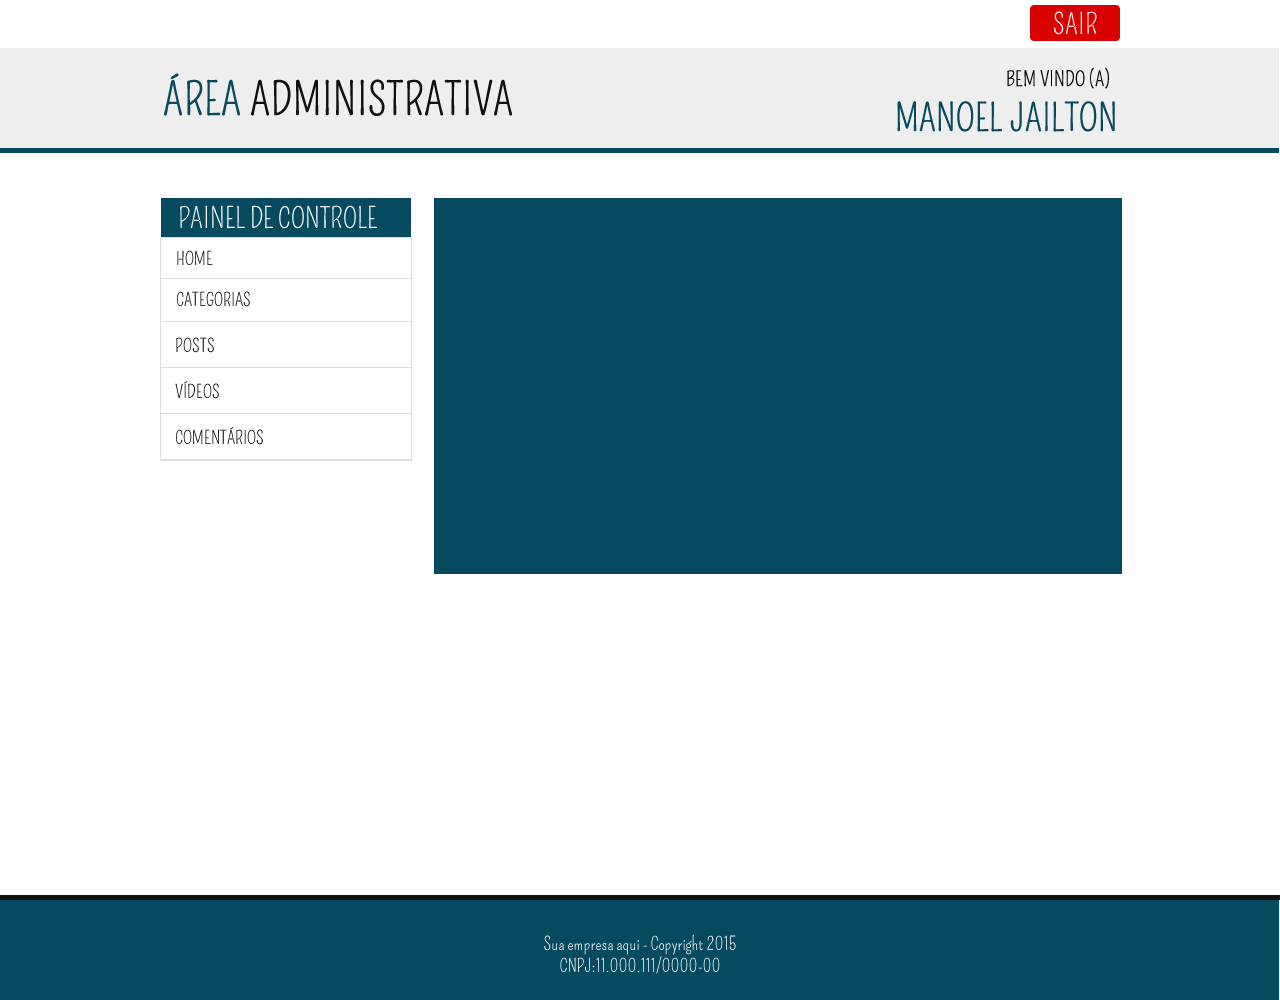 SAIR
ÁREA ADMINISTRATIVA
BEM VINDO (A)
MANOEL JAILTON
PAINEL DE CONTROLE
HOME
CATEGORIAS
POSTS
VÍDEOS
COMENTÁRIOS
Sua empresa aqui - Copyright 2015
CNPJ:11.000.111/0000-00